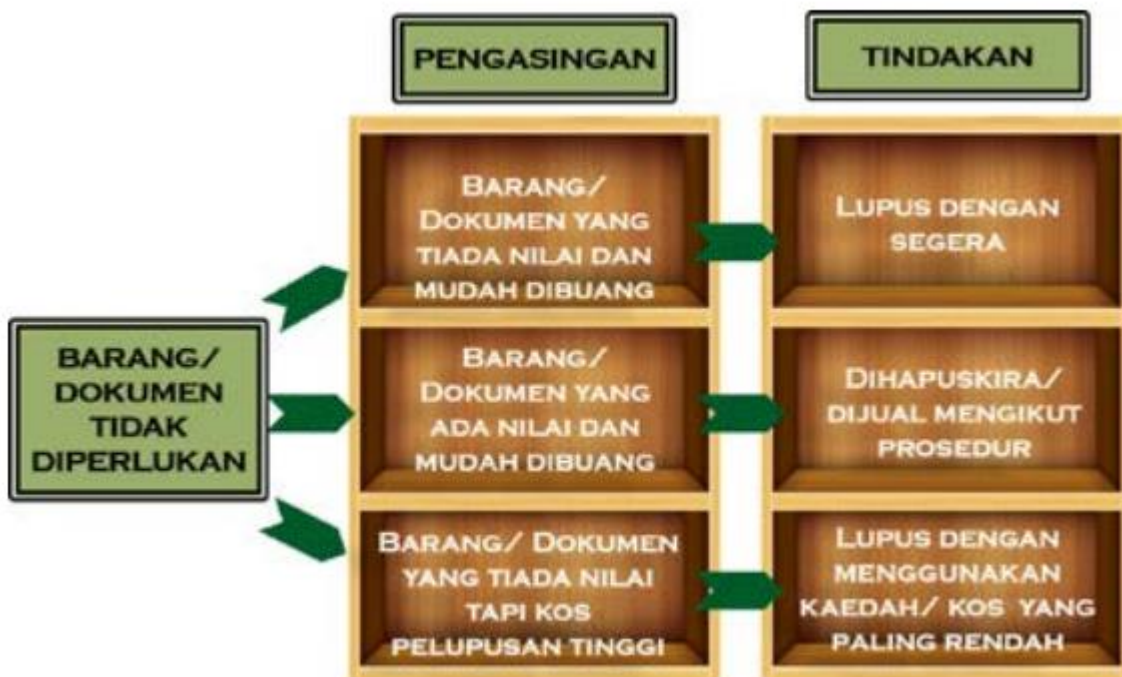 PENGASINGAN
TINDAKAN
BARANG/
DOKUMEN
TIDAK
DIPERLUKAN
BARANG/
DOKUMEN YANG
TIADA NILAI DAN
MUDAH DIBUANG
LUPUS DENGAN
SEGERA
BARANG/
DOKUMEN YANG
ADA NILAI DAN
MUDAH DIBUANG
DIHAPUSKIRA/
DIJUAL MENGIKUT
PROSEDUR
BARANG/ DOKUMEN
YANG TIADA NILAI
TAPI KOS
PELUPUSAN TINGGI
LUPUS DENGAN
MENGGUNAKAN
KAEDAH/ KOS YANG
PALING RENDAH